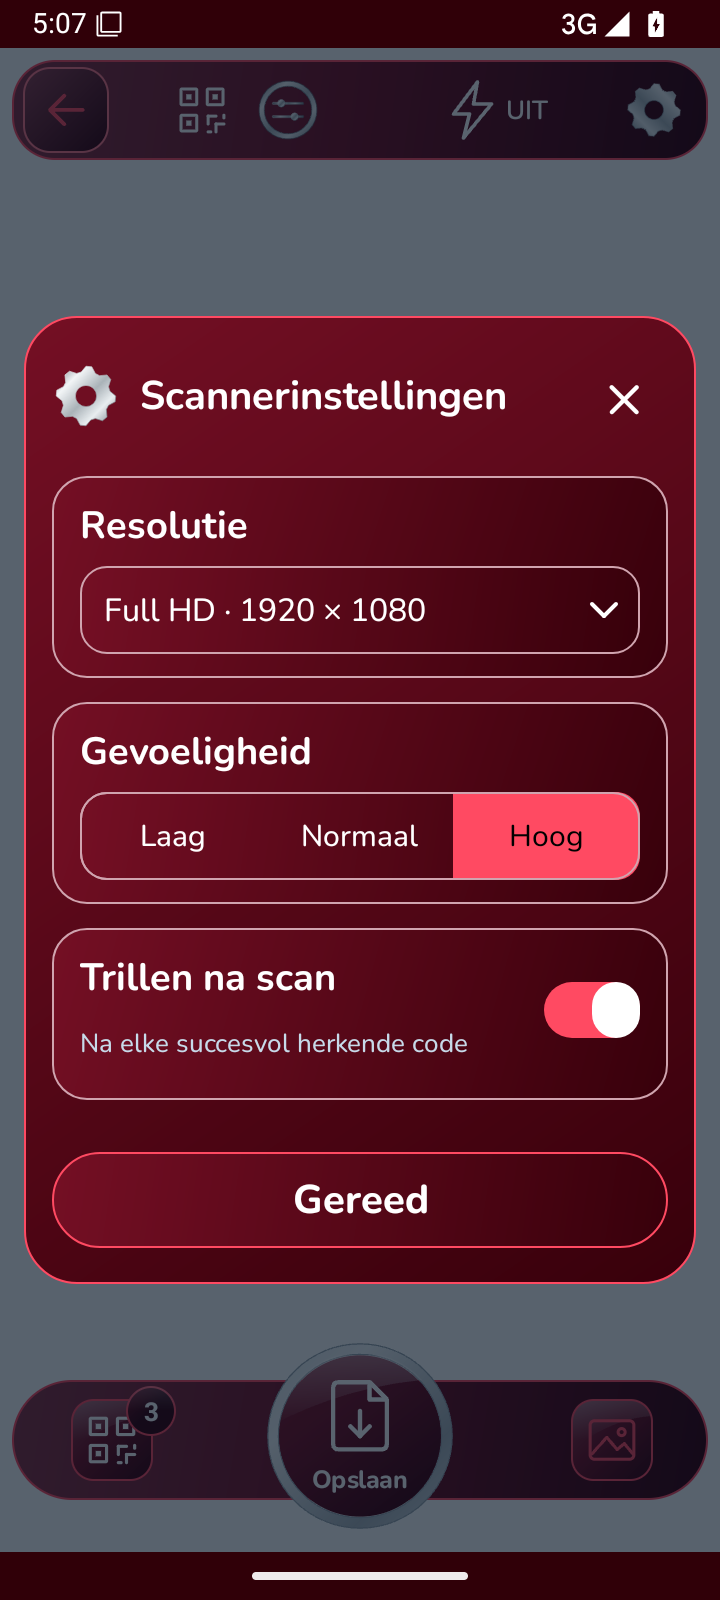 5:07
3G
UIT
Scannerinstellingen
Resolutie
Full HD · 1920 × 1080
Gevoeligheid
Laag Normaal Hoog
Trillen na scan
Na elke succesvol herkende code
Gereed
3
Opslaan